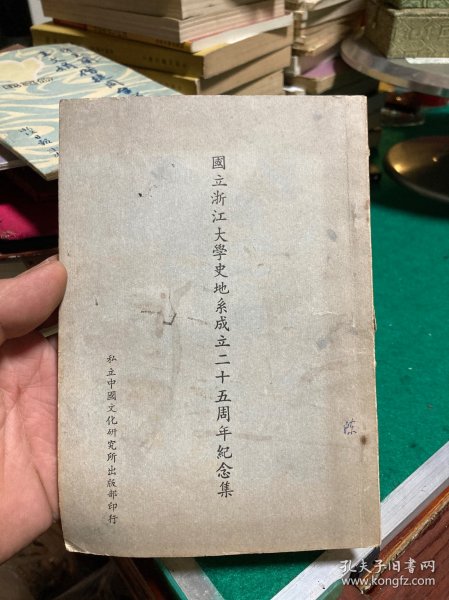 國立浙江大學史地系成立二十五周年紀念集
私立中國文化研究所出版部印行
陈
孔夫子旧书网
www.kongfz.com